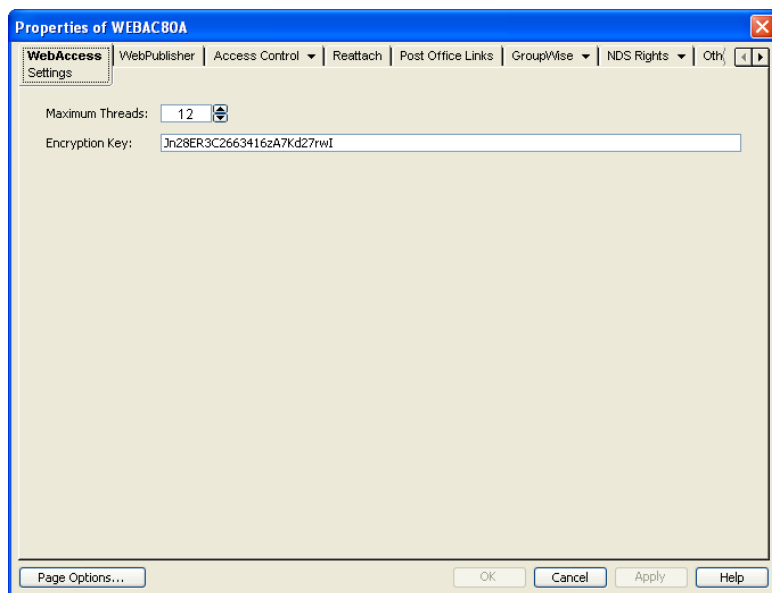 Properties of WEBAC80A
WebAccess WebPublisher Access Control Reattach Post Office Links GroupWise NDS Rights Oth
Settings
Maximum Threads: 12
Encryption Key: Jn28ER3C2663416zA7Kd27rwI
Page Options... OK Cancel Apply Help